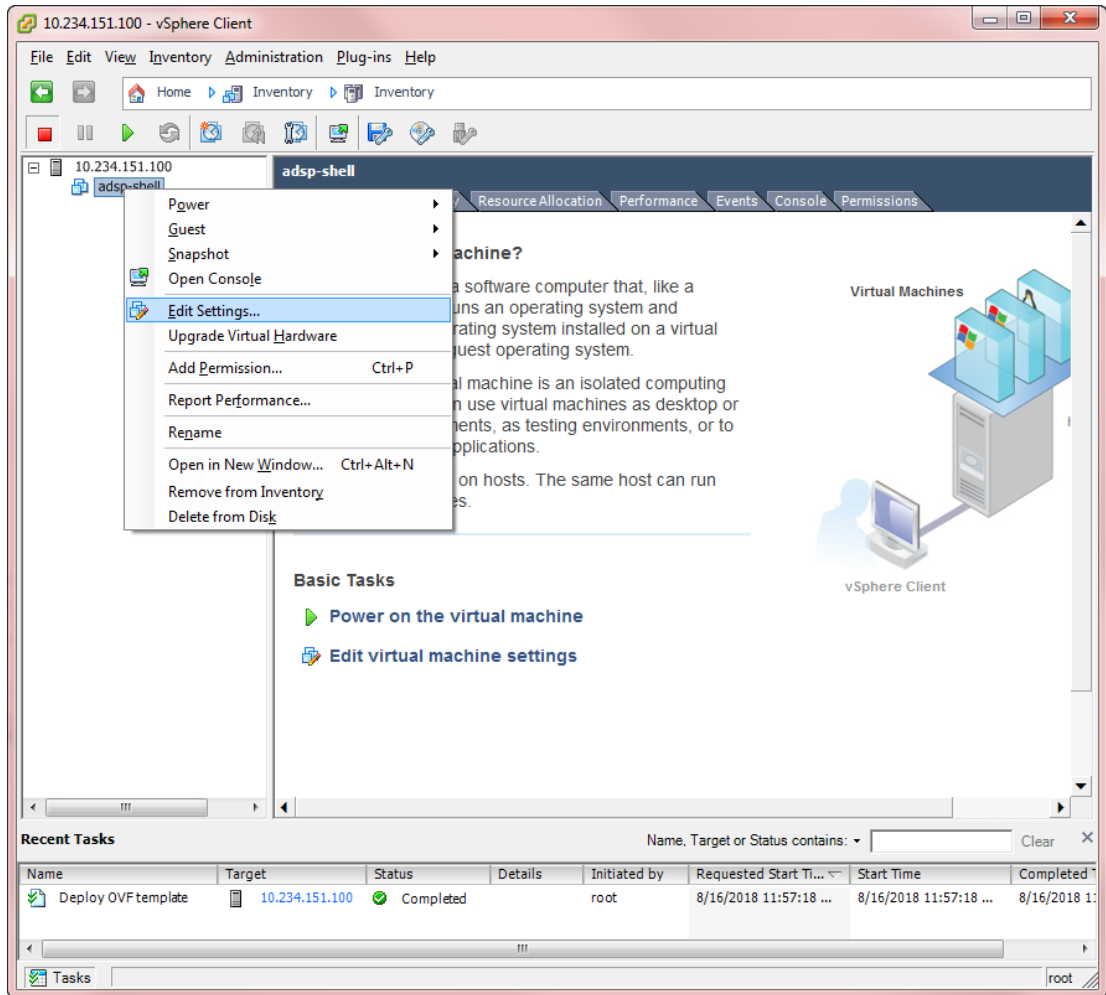 10.234.151.100 - vSphere Client
File Edit View Inventory Administration Plug-ins Help
Home Inventory Inventory
10.234.151.100
adsp-shell
adsp-shell
Resource Allocation Performance Events Console Permissions
Power
Guest
Snapshot
Open Console
Edit Settings...
Upgrade Virtual Hardware
Add Permission... Ctrl+P
Report Performance...
Rename
Open in New Window... Ctrl+Alt+N
Remove from Inventory
Delete from Disk
achine?
a software computer that, like a
uns an operating system and
rating system installed on a virtual
guest operating system.
al machine is an isolated computing
n use virtual machines as desktop or
ments, as testing environments, or to
pplications.
on hosts. The same host can run
es.
Virtual Machines
vSphere Client
Basic Tasks
Power on the virtual machine
Edit virtual machine settings
Recent Tasks Name, Target or Status contains: Clear
Name Target Status Details Initiated by Requested Start Ti... Start Time Completed T
Deploy OVF template 10.234.151.100 Completed root 8/16/2018 11:57:18 ... 8/16/2018 11:57:18 ... 8/16/2018 11
Tasks root